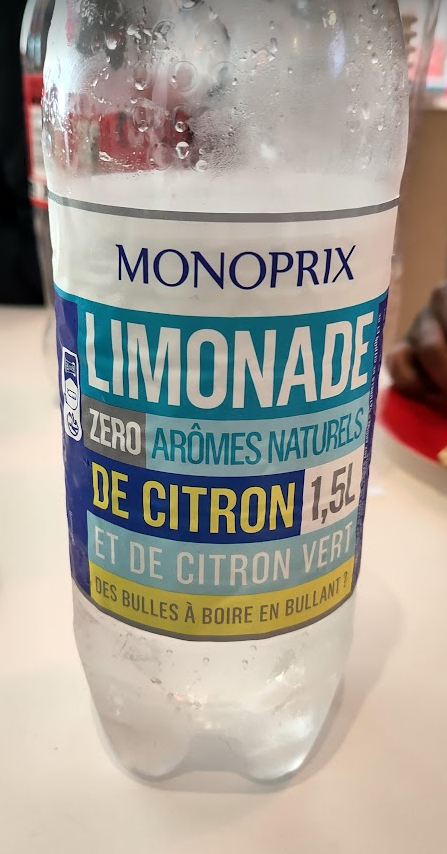 MONOPRIX
LIMONADE
ZERO ARÔMES NATURELS
DE CITRON 1,5L
ET DE CITRON VERT
DES BULLES À BOIRE EN BULLANT ?